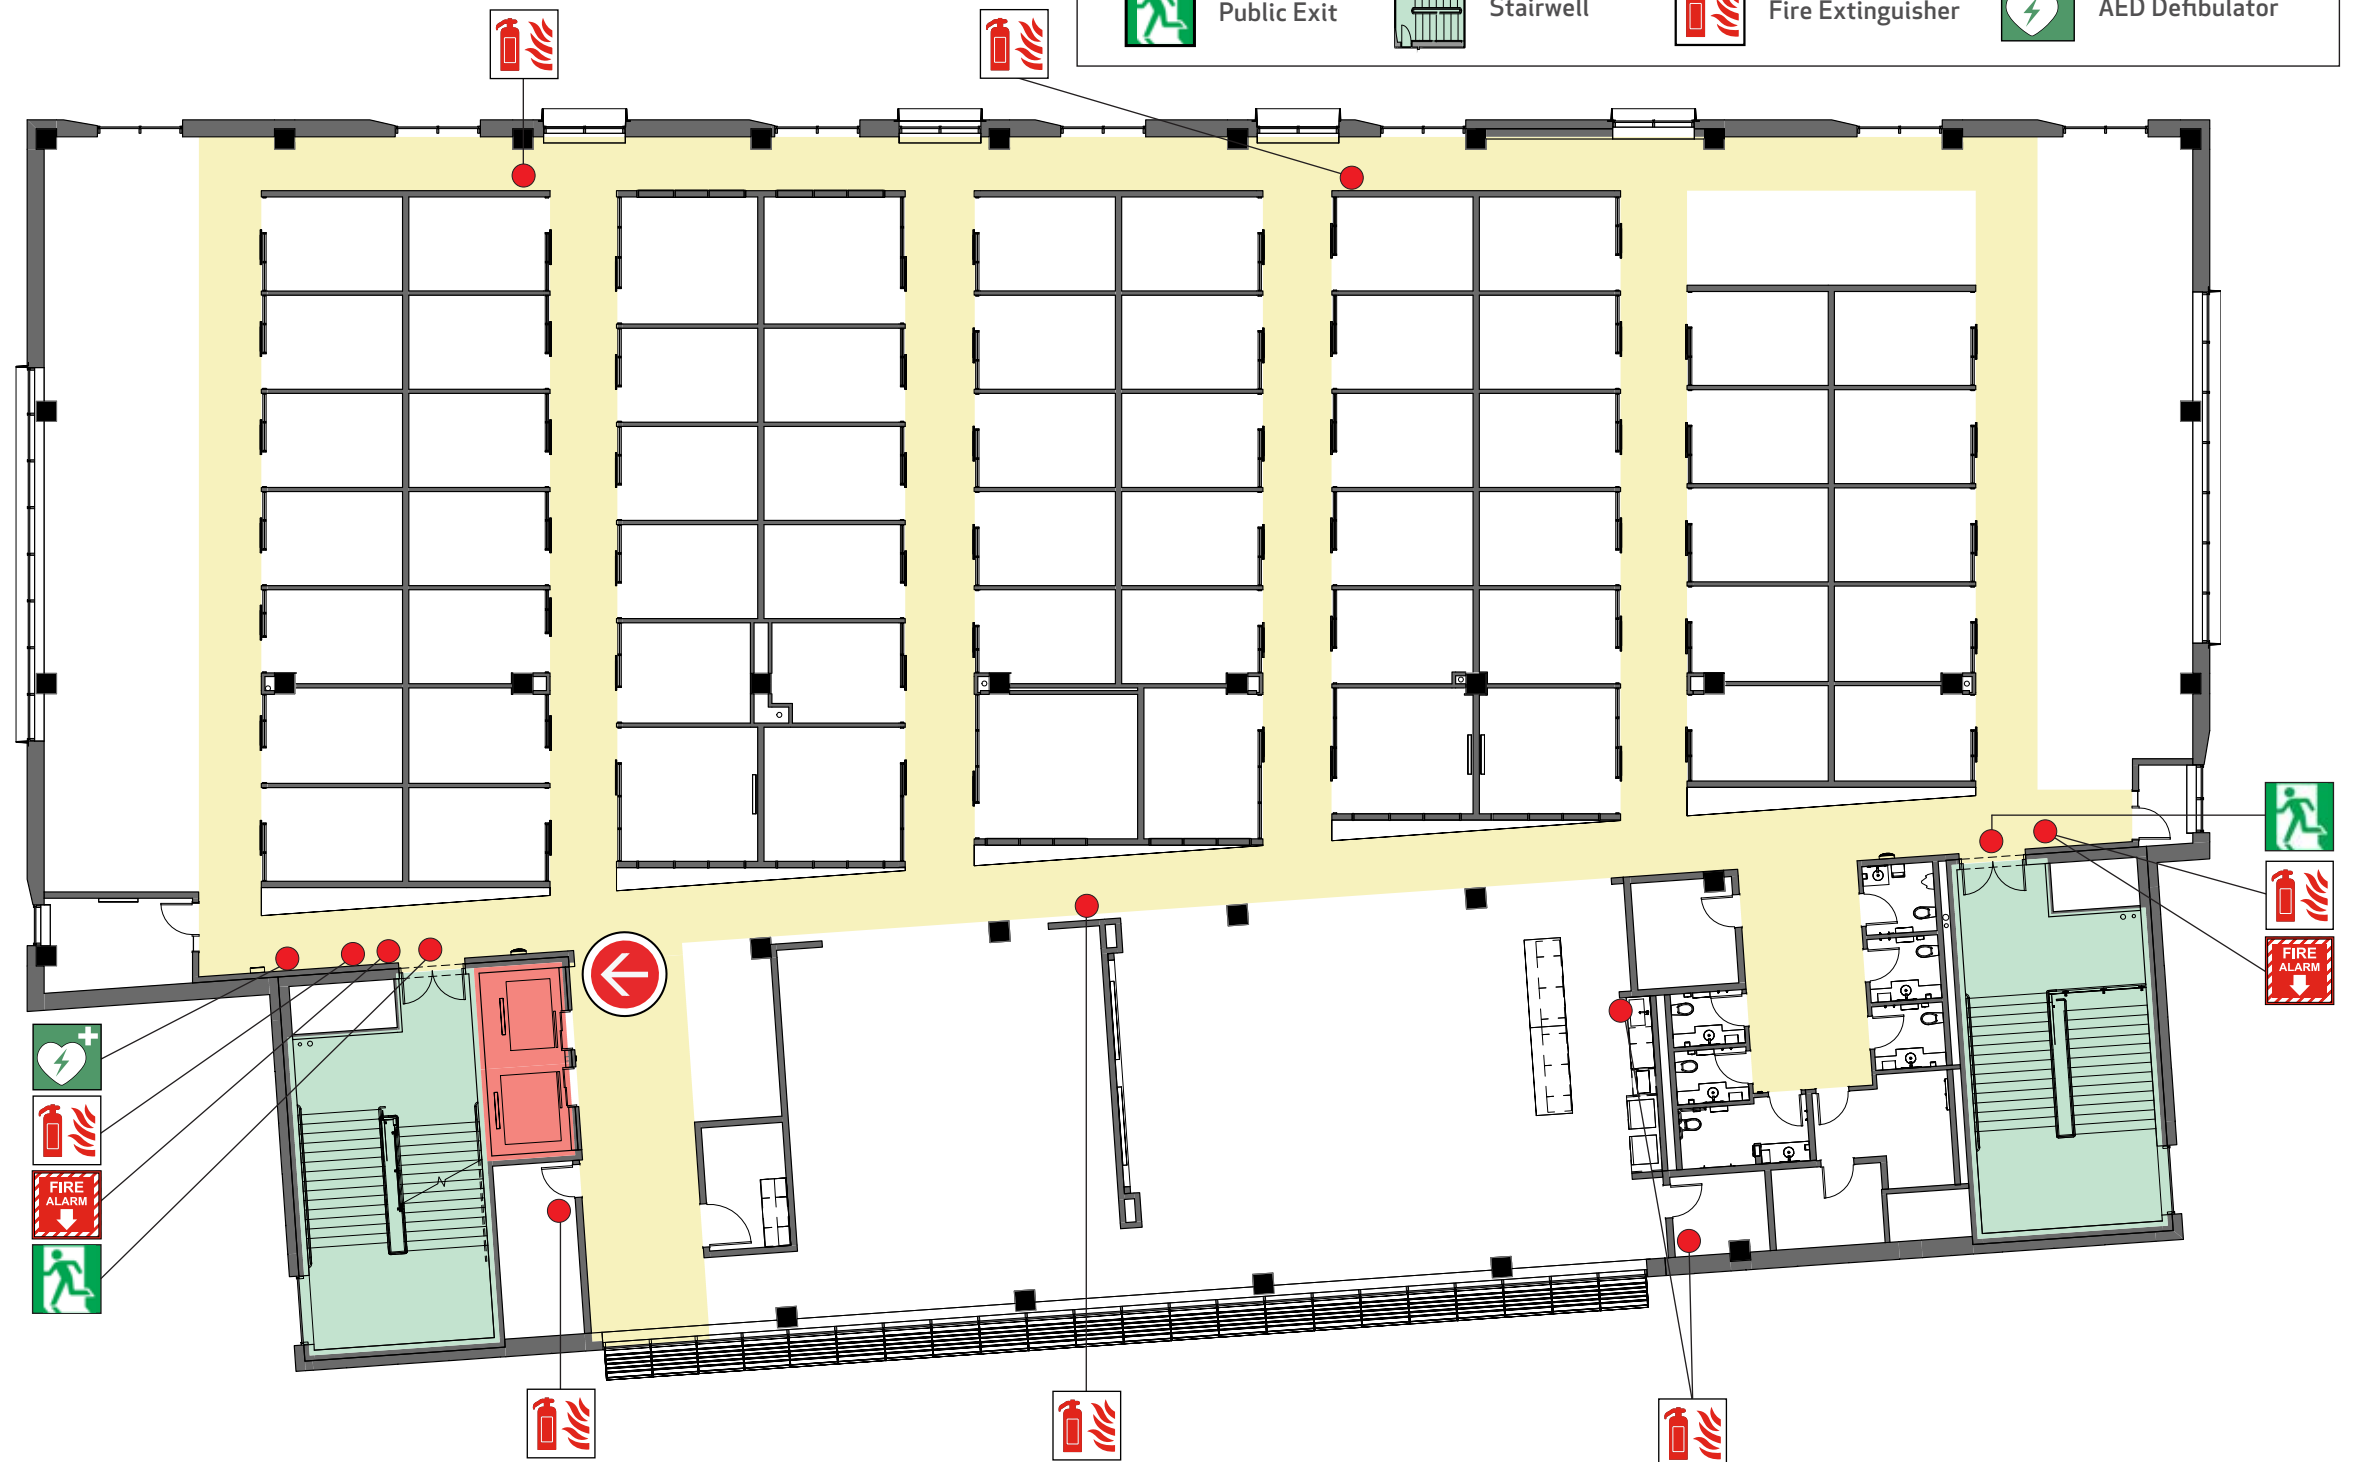 Public Exit
Stairwell
Fire Extinguisher
AED Defibulator
FIRE
ALARM
FIRE
ALARM